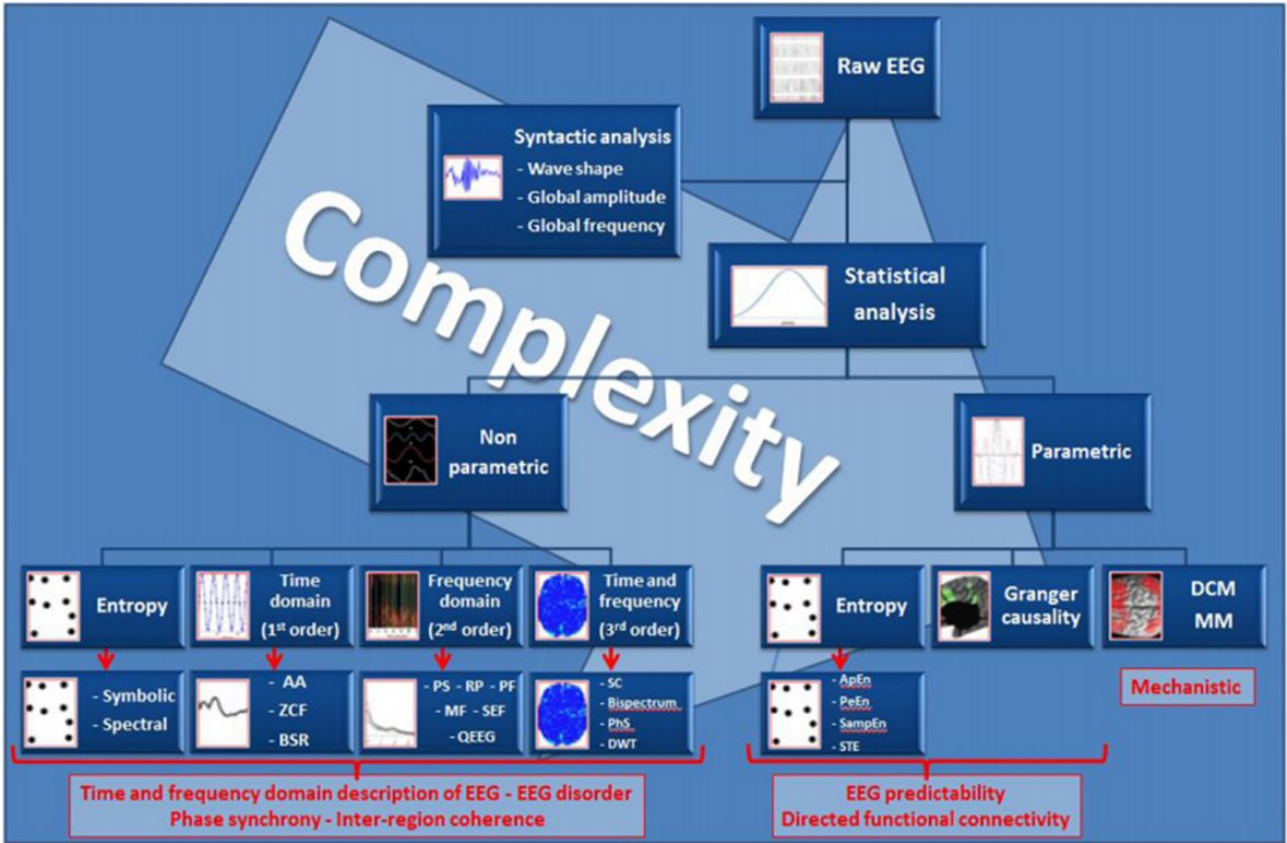 Raw EEG
Syntactic analysis
- Wave shape
- Global amplitude
- Global frequency
Complexity
Statistical
analysis
Non
parametric
Parametric
Entropy
Time
domain
(1st order)
Frequency
domain
(2nd order)
Time and
frequency
(3rd order)
Entropy
Granger
causality
DCM
MM
- Symbolic
- Spectral
- AA
- ZCF
- BSR
- PS - RP - PF
- MF - SEF
- QEEG
- SC
- Bispectrum
- PhS
- DWT
- ApEn
- PeEn
- SampEn
- STE
Mechanistic
Time and frequency domain description of EEG - EEG disorder
Phase synchrony - Inter-region coherence
EEG predictability
Directed functional connectivity